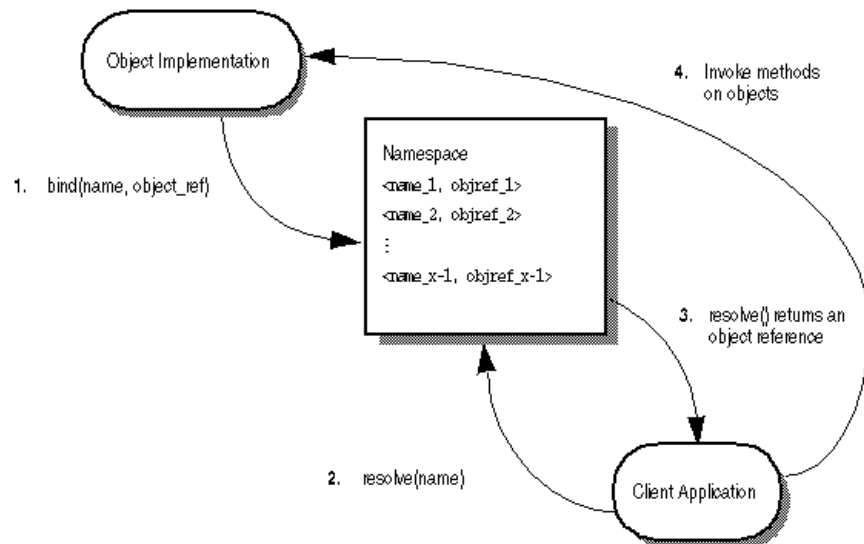 Object Implementation
4. Invoke methods
on objects
Namespace
<name_1, objref_1>
<name_2, objref_2>
⋮
<name_x-1, objref_x-1>
1. bind(name, object_ref)
3. resolve() returns an
object reference
2. resolve(name)
Client Application